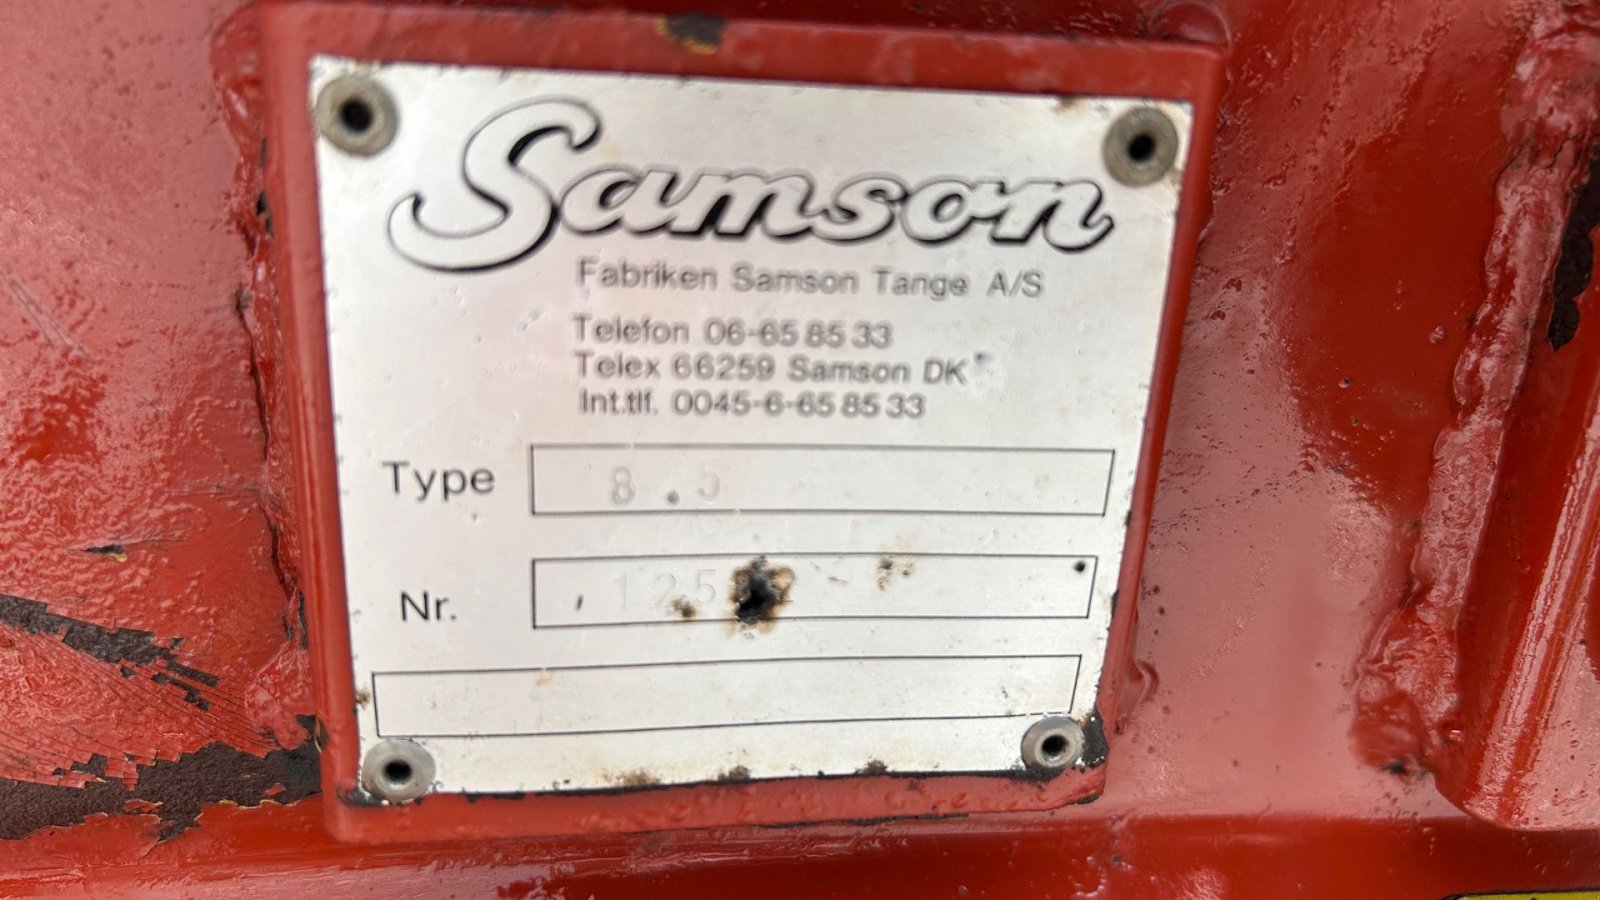 Samson
Fabriken Samson Tange A/S
Telefon 06-65 85 33
Telex 66259 Samson DK
Int.tlf. 0045-6-65 85 33
Type 8.5
Nr.